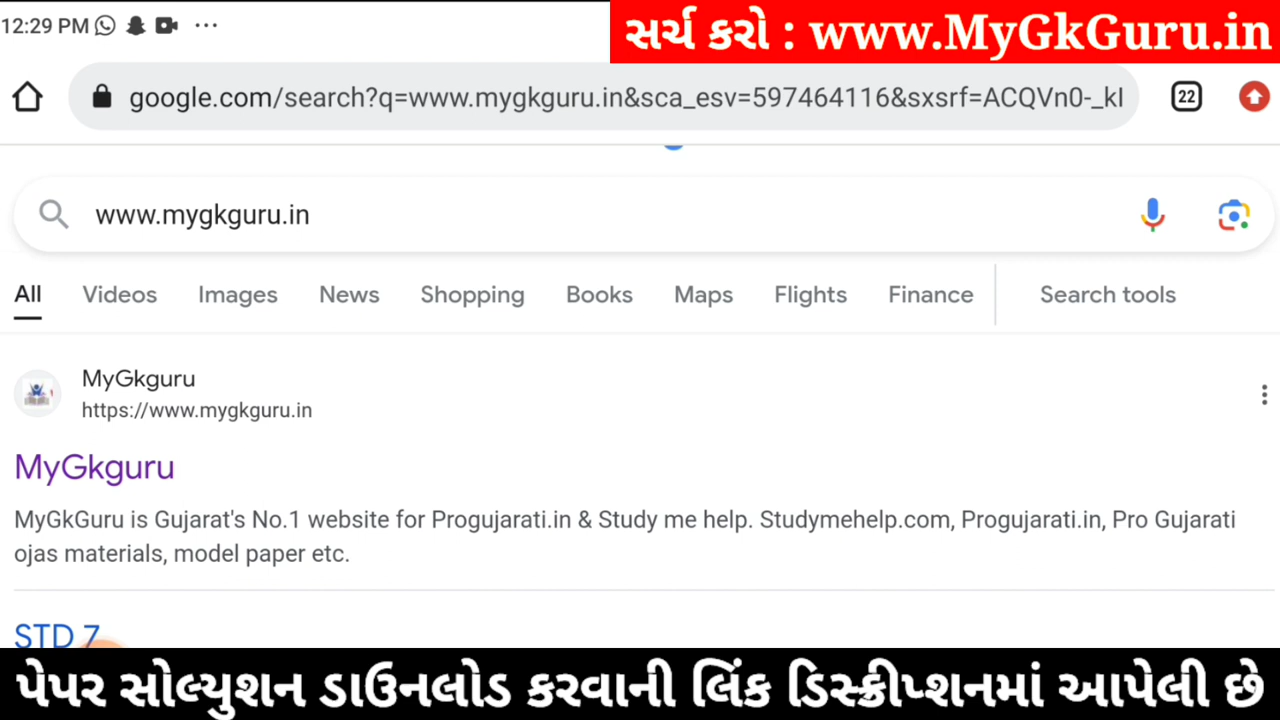 12:29 PM
સર્ચ કરો : www.MyGkGuru.in
google.com/search?q=www.mygkguru.in&sca_esv=597464116&sxsrf=ACQVn0-_kI
22
www.mygkguru.in
All Videos Images News Shopping Books Maps Flights Finance Search tools
MyGkguru
https://www.mygkguru.in
MyGkguru
MyGkGuru is Gujarat's No.1 website for Progujarati.in & Study me help. Studymehelp.com, Progujarati.in, Pro Gujarati
ojas materials, model paper etc.
STD 7
પેપર સોલ્યુશન ડાઉનલોડ કરવાની લિંક ડિસ્ક્રીપ્શનમાં આપેલી છે